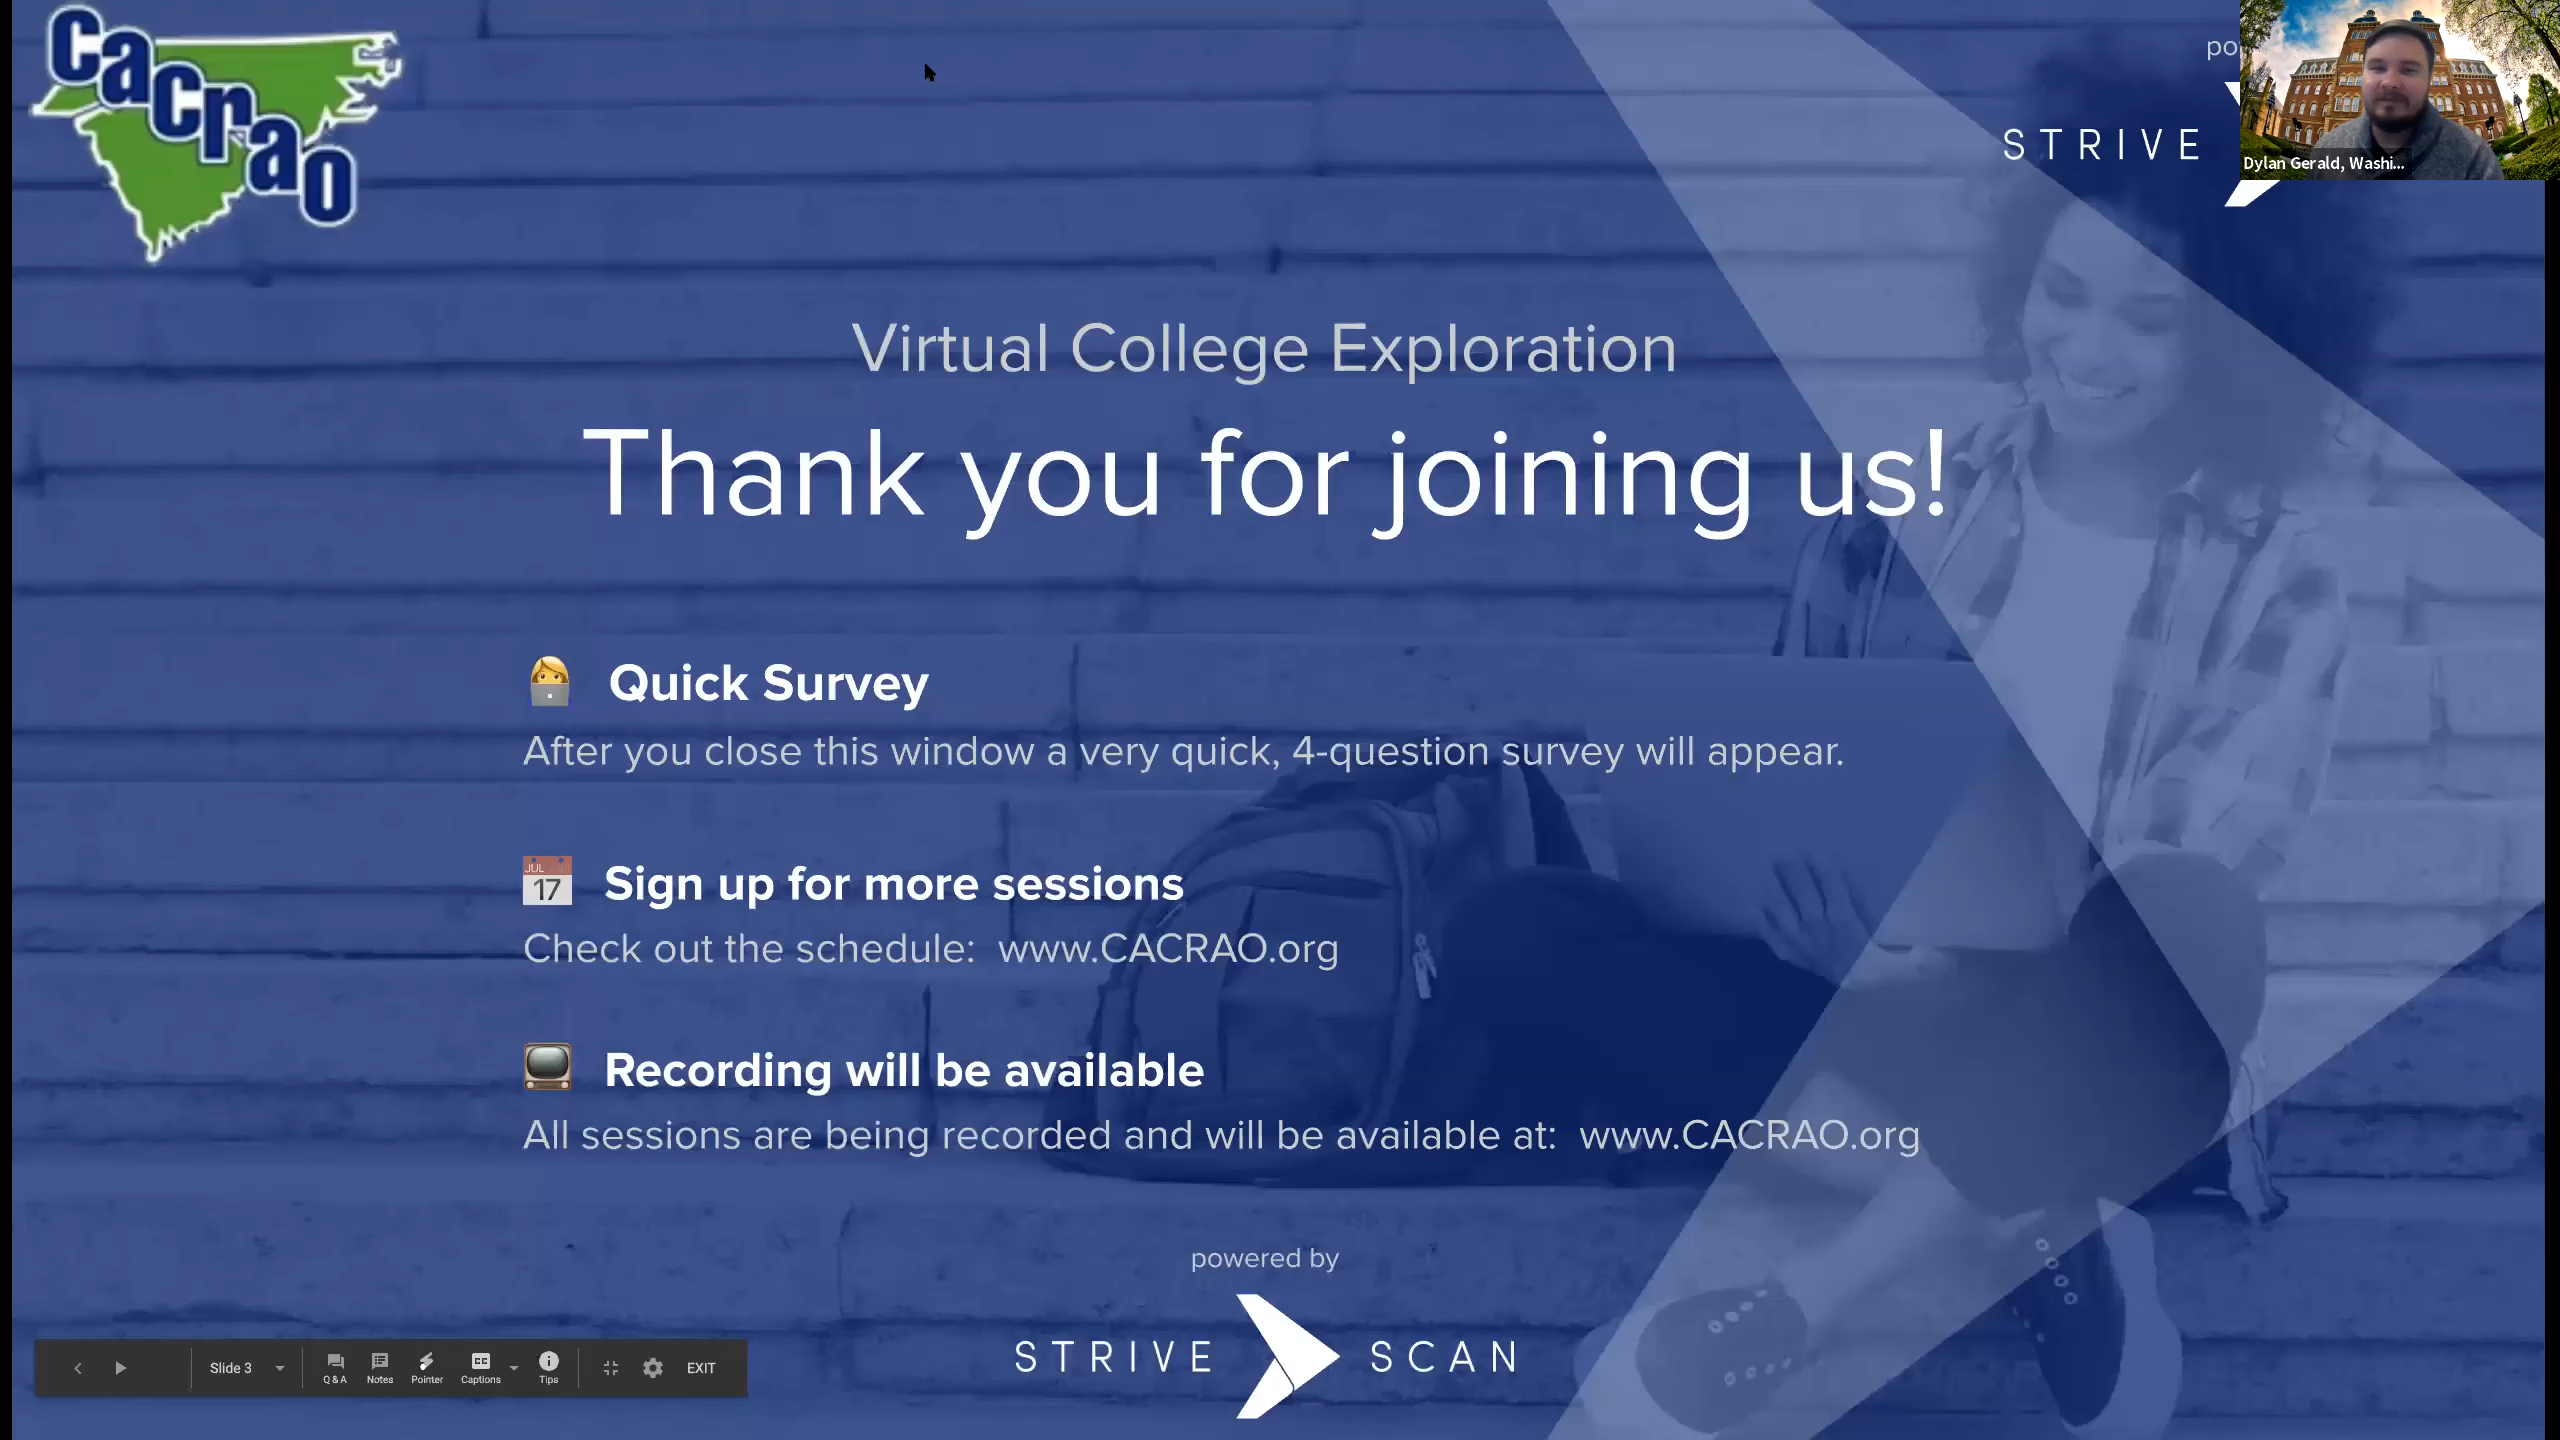 cacrao
po
STRIVE
Dylan Gerald, Washi...
Virtual College Exploration
Thank you for joining us!
Quick Survey
After you close this window a very quick, 4-question survey will appear.
JUL
17
Sign up for more sessions
Check out the schedule: www.CACRAO.org
Recording will be available
All sessions are being recorded and will be available at: www.CACRAO.org
powered by
STRIVE SCAN
Slide 3
Q & A
Notes
Pointer
CC
Captions
Tips
EXIT